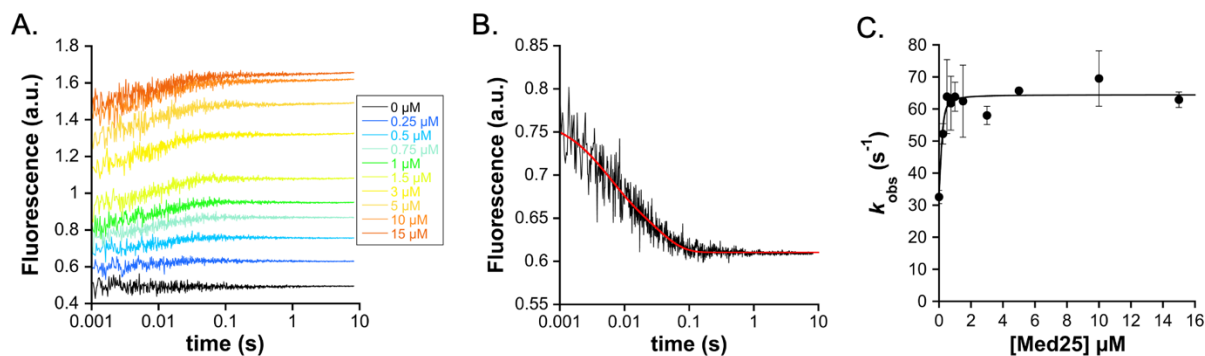 A.
Fluorescence (a.u.)
1.8
1.6
1.4
1.2
1.0
0.8
0.6
0.4
0.001
0.01
0.1
1
10
time (s)
0 µM
0.25 µM
0.5 µM
0.75 µM
1 µM
1.5 µM
3 µM
5 µM
10 µM
15 µM
B.
Fluorescence (a.u.)
0.85
0.8
0.75
0.7
0.65
0.6
0.55
0.001
0.01
0.1
1
10
time (s)
C.
kobs (s-1)
80
70
60
50
40
30
20
10
0
0 2 4 6 8 10 12 14 16
[Med25] µM